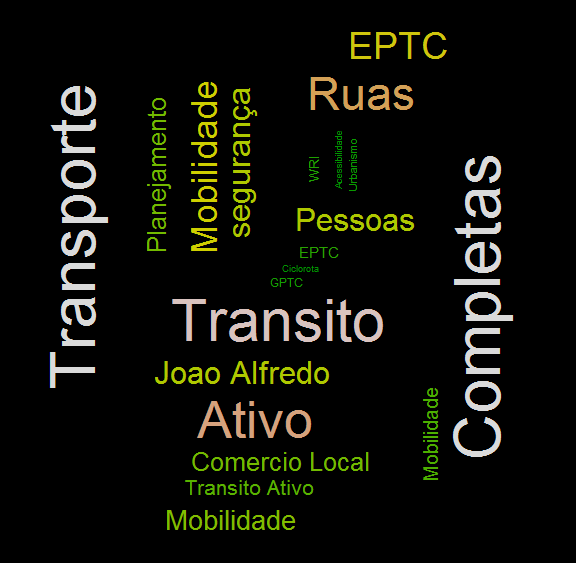 EPTC
Ruas
Transporte
Planejamento
Mobilidade
segurança
WRI
Acessibilidade
Urbanismo
Completas
Pessoas
EPTC
Ciclorota
GPTC
Transito
Joao Alfredo
Ativo
Mobilidade
Comercio Local
Transito Ativo
Mobilidade